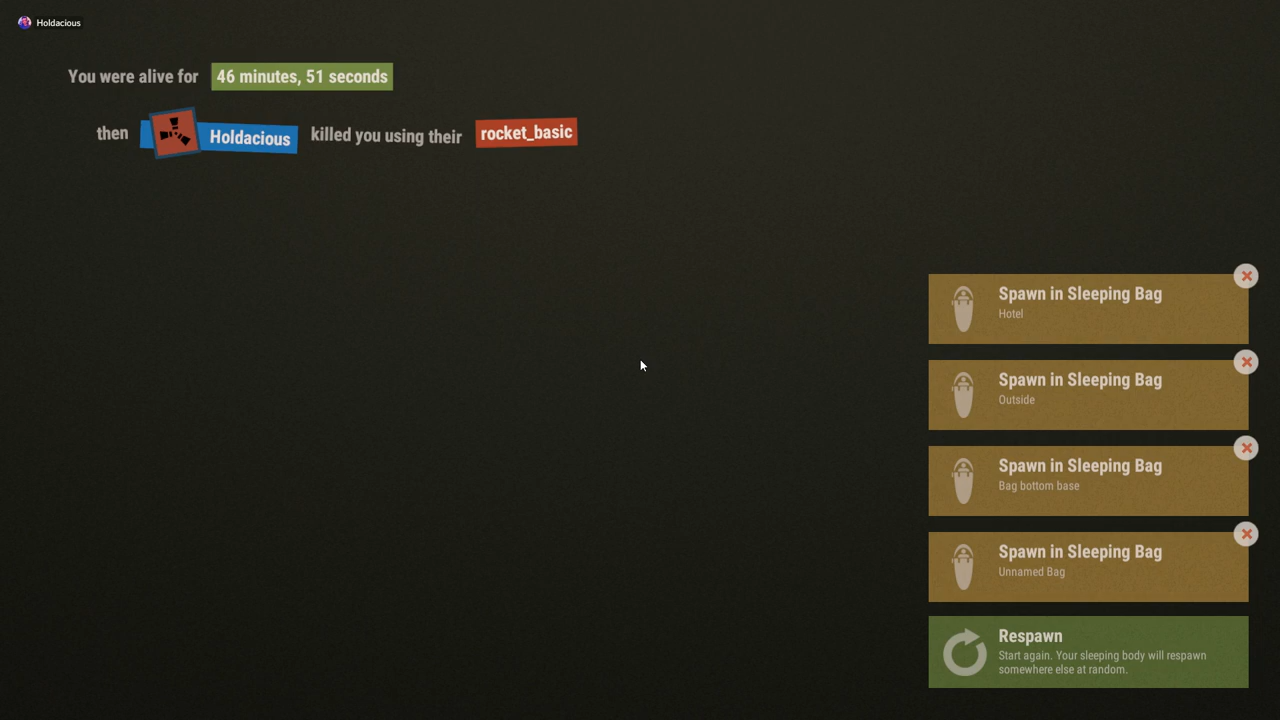 Holdacious
You were alive for 46 minutes, 51 seconds
then Holdacious killed you using their rocket_basic
Spawn in Sleeping Bag
Hotel
Spawn in Sleeping Bag
Outside
Spawn in Sleeping Bag
Bag bottom base
Spawn in Sleeping Bag
Unnamed Bag
Respawn
Start again. Your sleeping body will respawn
somewhere else at random.